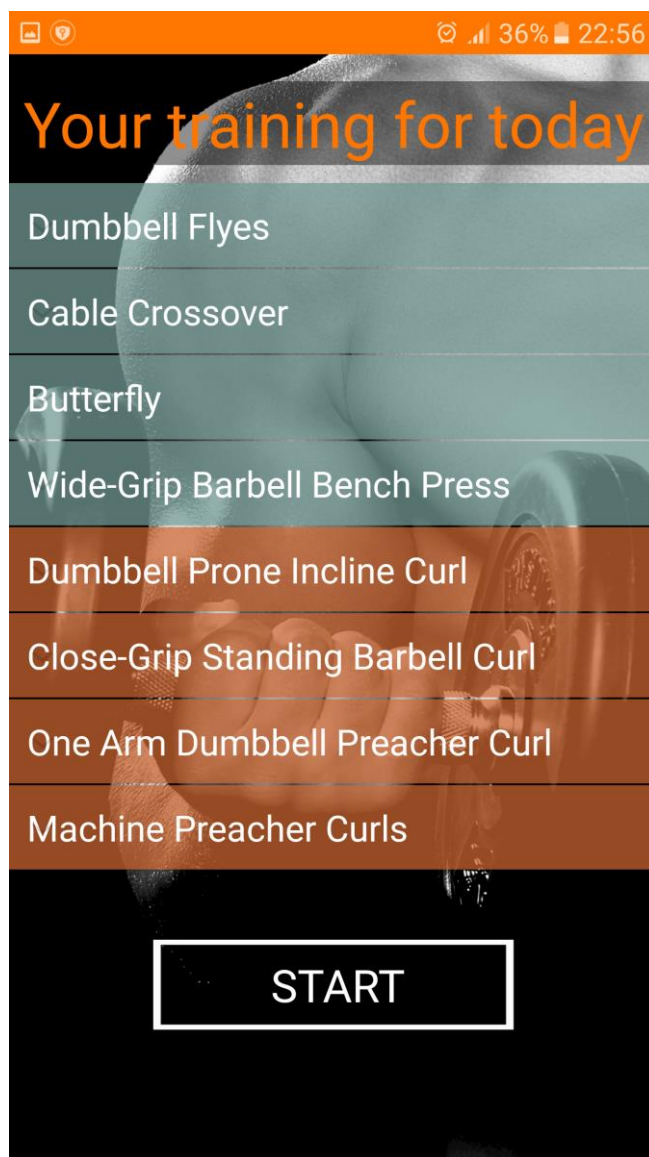 36% 22:56
Your training for today
Dumbbell Flyes
Cable Crossover
Butterfly
Wide-Grip Barbell Bench Press
Dumbbell Prone Incline Curl
Close-Grip Standing Barbell Curl
One Arm Dumbbell Preacher Curl
Machine Preacher Curls
START